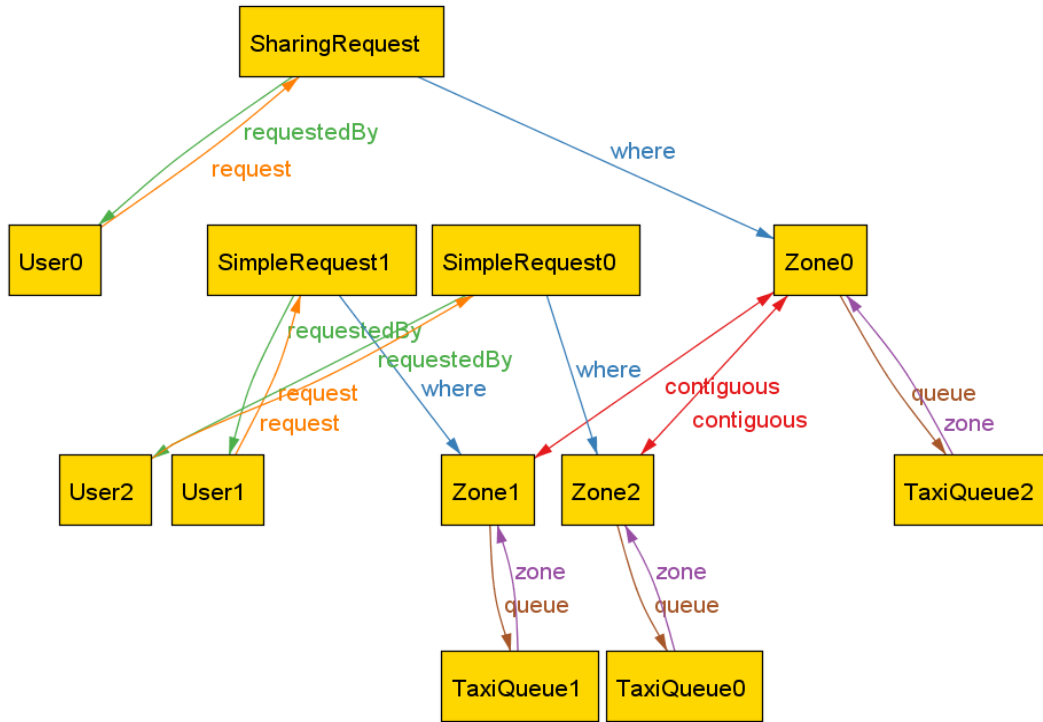 SharingRequest
requestedBy
where
request
User0
SimpleRequest1
SimpleRequest0
Zone0
requestedBy
requestedBy
where
where
contiguous
queue
request
request
contiguous
zone
User2
User1
Zone1
Zone2
TaxiQueue2
zone
zone
queue
queue
TaxiQueue1
TaxiQueue0